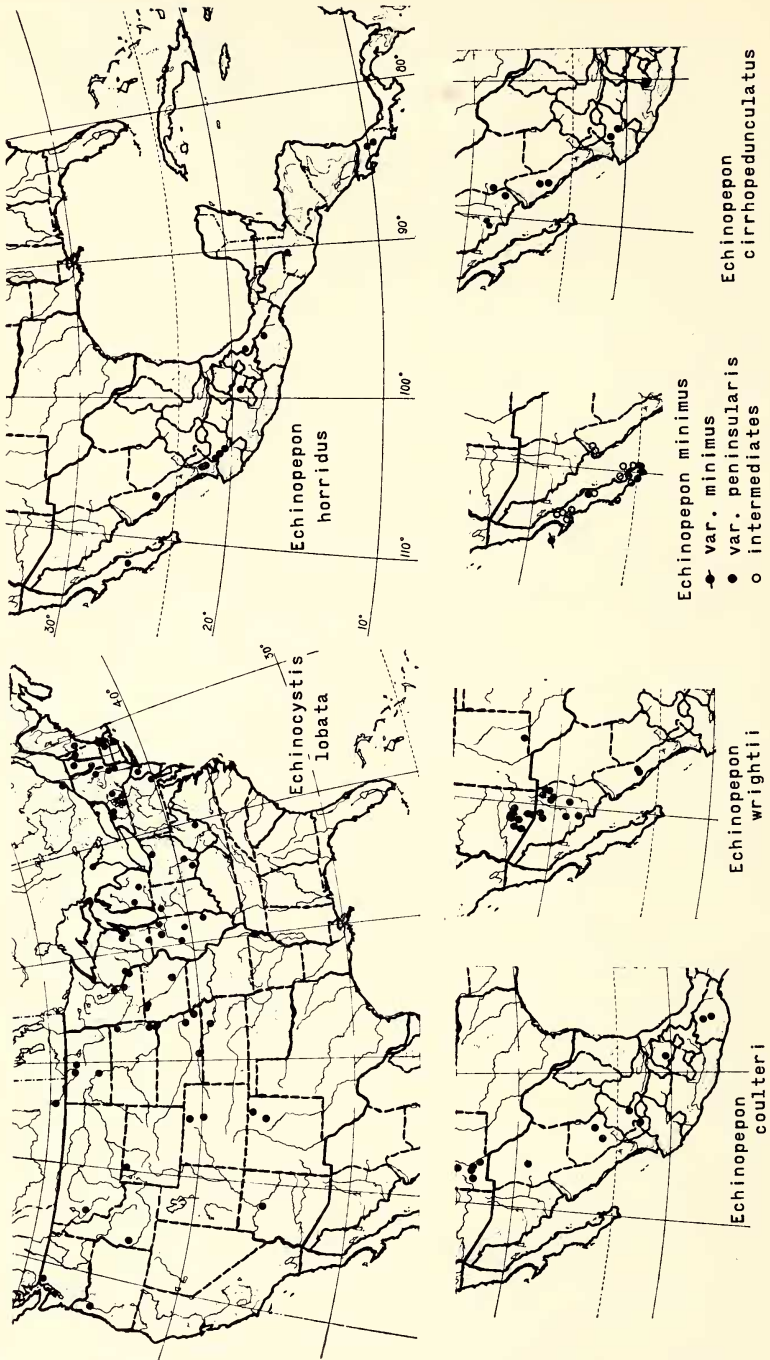 40°
30°
Echinocystis
lobata
30°
20°
10°
110°
100°
90°
80°
Echinopepon
horridus
Echinopepon
coulteri
Echinopepon
wrightii
Echinopepon minimus
var. minimus
● var. peninsularis
○ intermediates
Echinopepon
cirrhopedunculatus